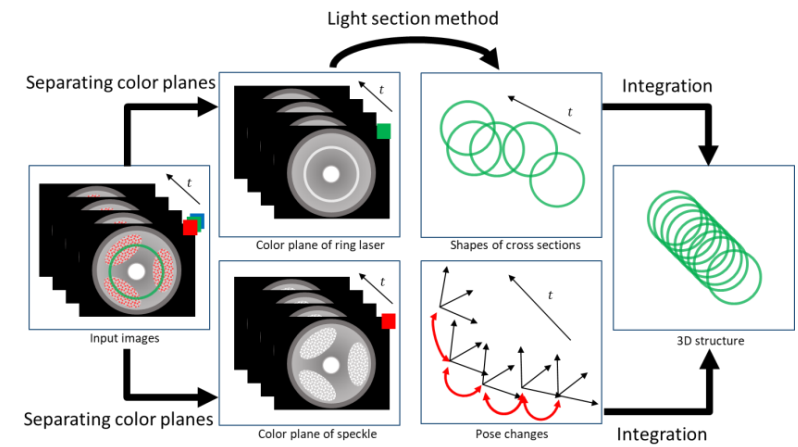 Light section method
Separating color planes
Integration
t
t
t
Color plane of ring laser
Shapes of cross sections
t
t
Input images
3D structure
Color plane of speckle
Pose changes
Separating color planes
Integration